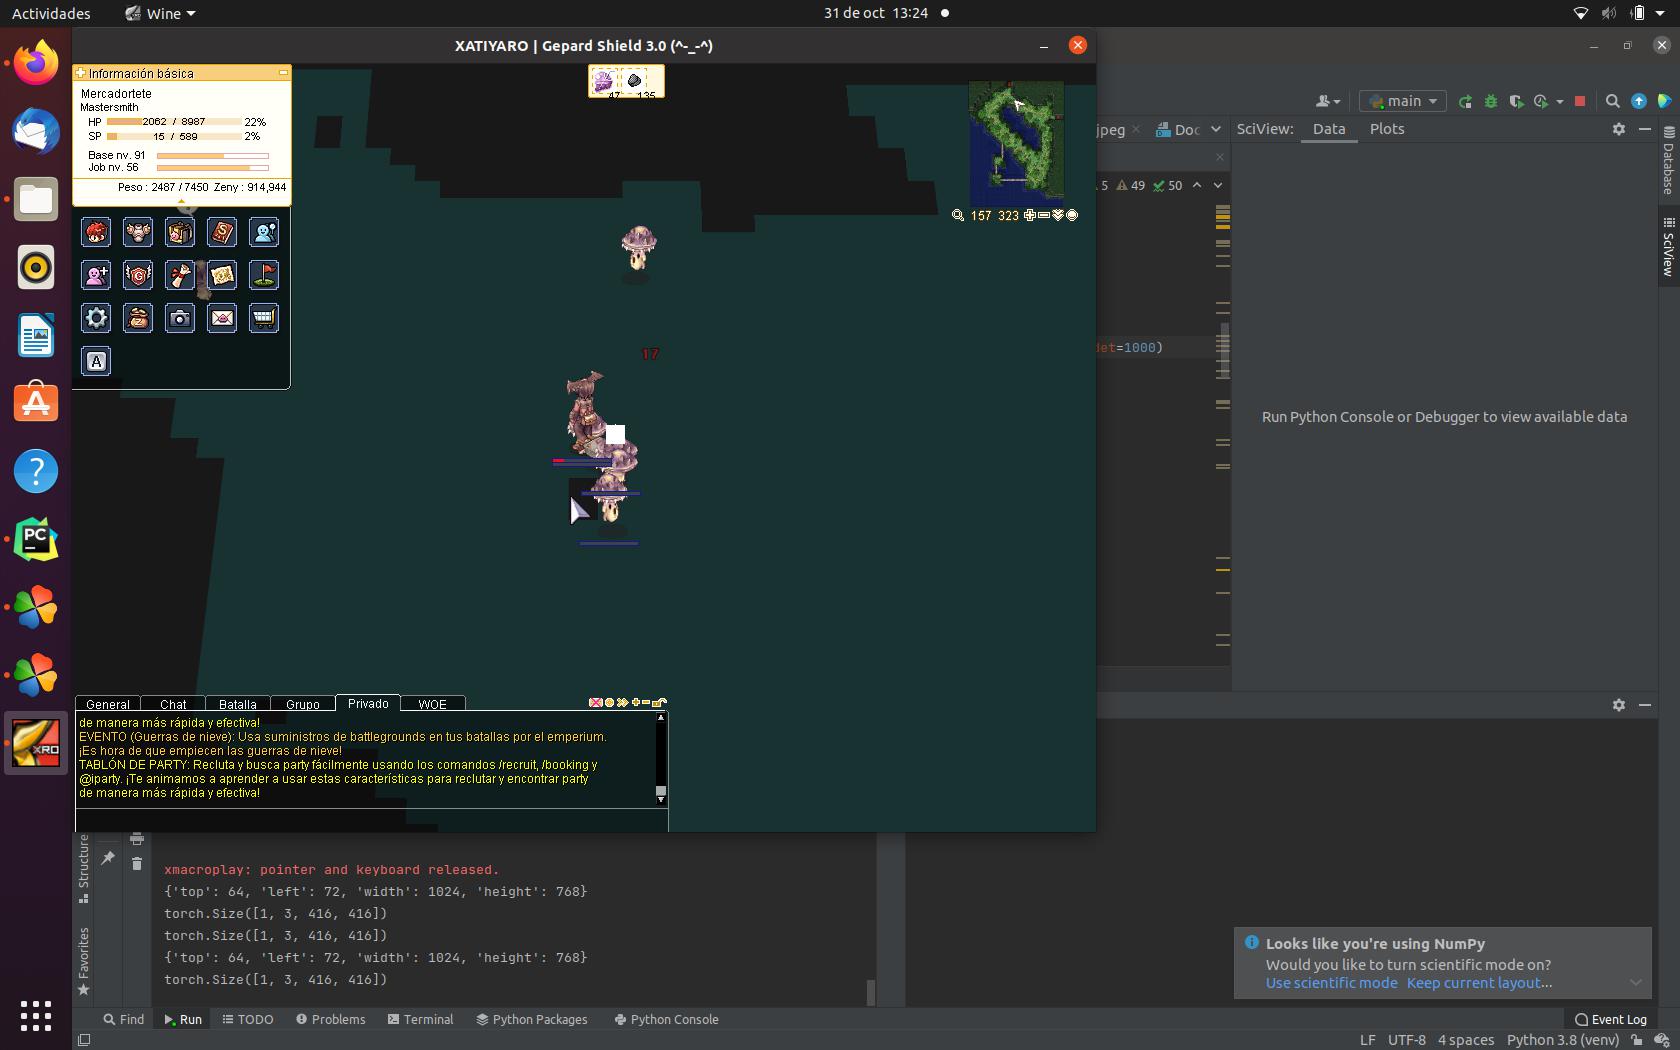 Actividades
Wine
31 de oct 13:24
XATIYARO | Gepard Shield 3.0 (^-_-^)
Información básica
Mercadortete
Mastersmith
HP 2062 / 8987 22%
SP 15 / 589 2%
Base nv. 91
Job nv. 56
Peso : 2487 / 7450 Zeny : 914,944
47 135
157 323
A
17
main
jpeg
Doc
SciView: Data Plots
5 49 50
Database
SciView
det=1000)
Run Python Console or Debugger to view available data
General Chat Batalla Grupo Privado WOE
de manera más rápida y efectiva!
EVENTO (Guerras de nieve): Usa suministros de battlegrounds en tus batallas por el emperium.
¡Es hora de que empiecen las guerras de nieve!
TABLÓN DE PARTY: Recluta y busca party fácilmente usando los comandos /recruit, /booking y
@iparty. ¡Te animamos a aprender a usar estas características para reclutar y encontrar party
de manera más rápida y efectiva!
PC
XRO
Structure
Favorites
xmacroplay: pointer and keyboard released.
{'top': 64, 'left': 72, 'width': 1024, 'height': 768}
torch.Size([1, 3, 416, 416])
torch.Size([1, 3, 416, 416])
{'top': 64, 'left': 72, 'width': 1024, 'height': 768}
torch.Size([1, 3, 416, 416])
Looks like you're using NumPy
Would you like to turn scientific mode on?
Use scientific mode Keep current layout...
Find Run TODO Problems Terminal Python Packages Python Console
Event Log
LF UTF-8 4 spaces Python 3.8 (venv)